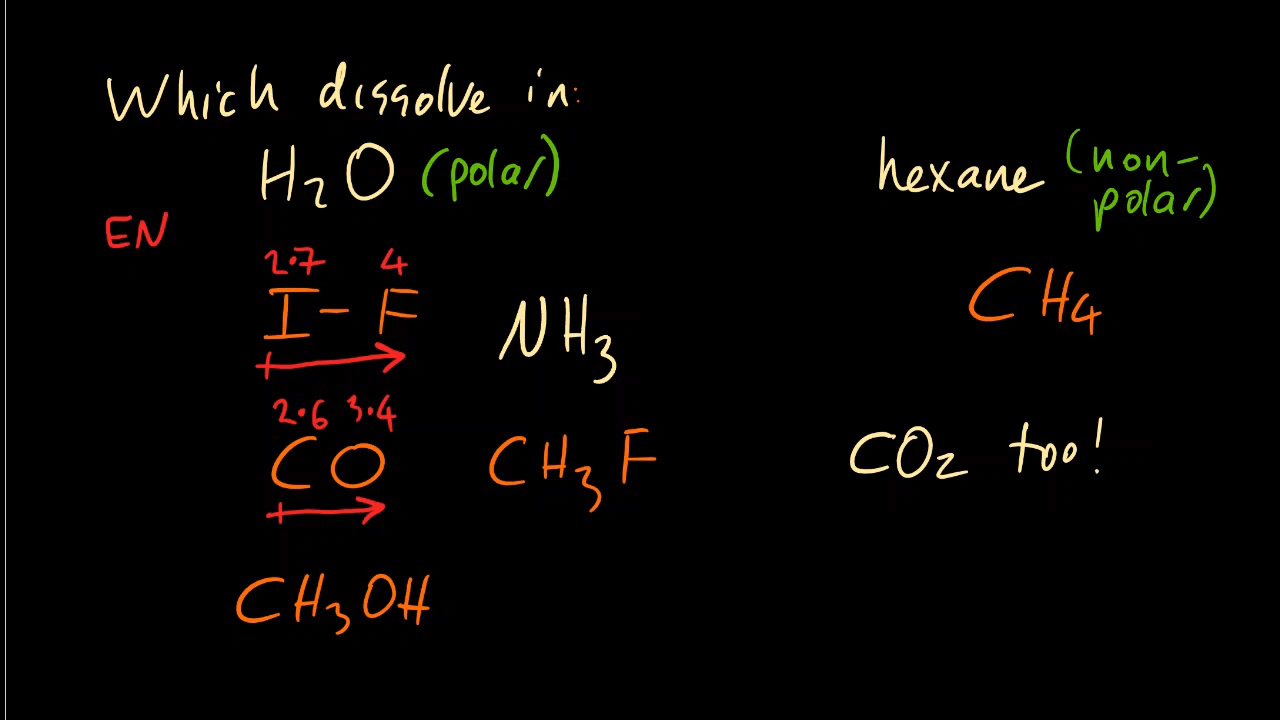 Which dissolve in:
H₂O (polar)
hexane (non-
polar)
EN
2.7 4
I-F
NH₃
CH₄
2.6 3.4
CO
CH₃F
CO₂ too!
CH₃OH